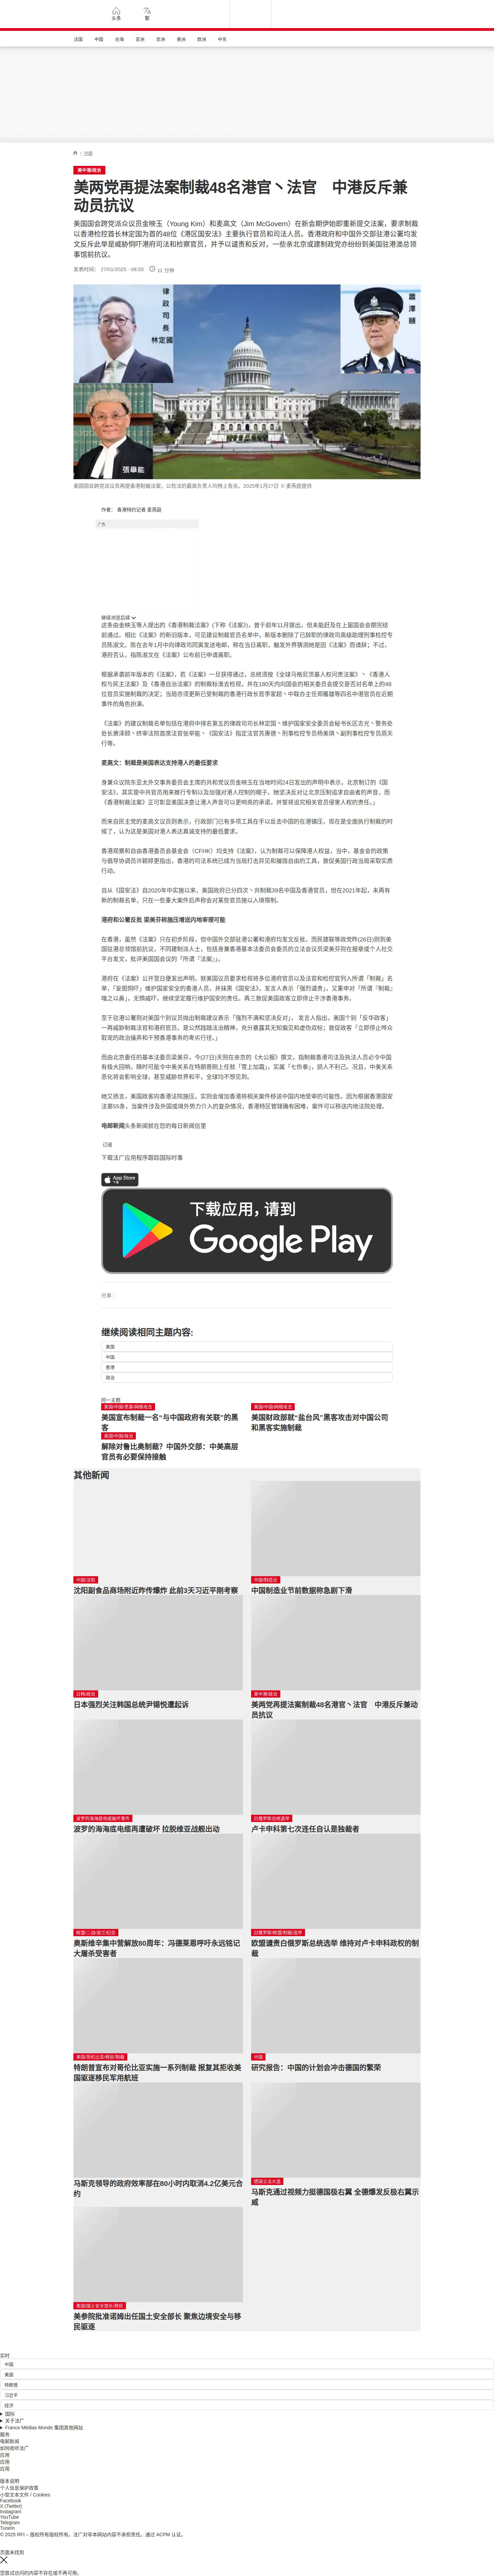 头条
繁
法国
中国
台海
亚洲
非洲
美洲
欧洲
中东
/ 中国
美中港/政治
美两党再提法案制裁48名港官丶法官　中港反斥兼
动员抗议
美国国会跨党派众议员金映玉（Young Kim）和麦高文（Jim McGovern）在新会期伊始即重新提交法案，要求制裁
以香港检控首长林定国为首的48位《港区国安法》主要执行官员和司法人员。香港政府和中国外交部驻港公署均发
文反斥此举是威胁恫吓港府司法和检察官员，并予以谴责和反对，一些亲北京或建制政党亦纷纷到美国驻港澳总领
事馆前抗议。
发表时间： 27/01/2025 - 08:55
11 分钟
律政司長
林定國
蕭澤頤
張舉能
美国国会跨党派议员再提香港制裁法案，公检法的最高负责人均榜上有名。2025年1月27日 © 麦燕庭提供
作者： 香港特约记者 麦燕庭
广告
继续浏览后续
这条由金映玉等人提出的《香港制裁法案》(下称《法案》)，曾于前年11月提出，但未能赶及在上届国会会期完结
前通过。相比《法案》的新旧版本，可见建议制裁官员名单中，新版本删除了已辞职的律政司高级助理刑事检控专
员陈淑文，陈在去年1月中向律政司同寅发送电邮，称在当日离职，触发外界猜测她是因《法案》而请辞；不过，
港府否认，指陈淑文在《法案》公布前已申请离职。
根据承袭前年版本的《法案》，若《法案》一旦获得通过，总统须按《全球马格尼茨基人权问责法案》丶《香港人
权与民主法案》及《香港自治法案》的制裁标准去检视，并在180天内向国会的相关委员会提交是否对名单上的48
位官员实施制裁的决定；当局亦须更新已受制裁的香港行政长官李家超丶中联办主任郑雁雄等四名中港官员在近期
事件的角色扮演。
《法案》的建议制裁名单包括在港府中排名第五的律政司司长林定国丶维护国家安全委员会秘书长区志光丶警务处
处长萧泽颐丶终审法院首席法官张举能丶《国安法》指定法官苏惠德丶刑事检控专员杨美琪丶副刑事检控专员周天
行等。
麦高文：制裁是美国表达支持港人的最低要求
身兼众议院东亚太外交事务委员会主席的共和党议员金映玉在当地时间24日发出的声明中表示，北京制订的《国
安法》，其实是中共官员用来推行专制以及加强对港人控制的幌子。她坚决反对让北京压制追求自由者的声音，而
《香港制裁法案》正可彰显美国决意让港人声音可以更响亮的承诺，并誓将追究相关官员侵害人权的责任。」
而来自民主党的麦高文议员则表示，行政部门已有多项工具在手以反击中国的在港镇压，现在是全面执行制裁的时
候了，认为这是美国对港人表达真诚支持的最低要求。
香港观察和自由香港委员会基金会（CFHK）均支持《法案》，认为制裁可以保障港人权益，当中，基金会的政策
与倡导协调员许颖婷更指出，香港的司法系统已成为当局打击异见和摧毁自由的工具，敦促美国行政当局采取实质
行动。
自从《国安法》自2020年中实施以来，美国政府已分四次丶共制裁39名中国及香港官员，但在2021年起，未再有
新的制裁名单，只在一些重大案件后声称会对某些官员施以入境限制。
港府和公署反批 梁美芬称施压增送内地审理可能
在香港，虽然《法案》只在初步阶段，但中国外交部驻港公署和港府均发文反批，而民建联等政党昨(26日)则到美
国驻港总领馆前抗议。不同建制派人士，包括身兼香港基本法委员会委员的立法会议员梁美芬则在报章或个人社交
平台发文，批评美国国会议的「所谓『法案』」。
港府在《法案》公开翌日便发出声明，就美国议员要求检视将多位港府官员以及法官和检控官列入所谓「制裁」名
单，「妄图恫吓」维护国家安全的香港人员，并抹黑《国安法》，发言人表示「强烈谴责」，又重申对「所谓『制裁』
嗤之以鼻」，无惧威吓，继续坚定履行维护国安的责任。再三敦促美国政客立即停止干涉香港事务。
至于驻港公署则对美国个别议员抛出制裁建议表示「强烈不满和坚决反对」。 发言人指出，美国个别「反华政客」
一再威胁制裁法官和港府官员，是公然践踏法治精神，充分暴露其无知偏见和虚伪双标；敦促政客「立即停止哗众
取宠的政治操弄和干预香港事务的卑劣行径。」
而由北京委任的基本法委员梁美芬，今(27日)天则在亲京的《大公报》撰文，指制裁香港司法及执法人员必令中国
有极大回响，随时可能令中美关系在特朗普刚上任就「雪上加霜」，实属「七伤拳」，损人不利己。况且，中美关系
恶化将会影响全球，甚至威胁世界和平，全球均不想见到。
她又扬言，美国政客向香港法院施压，实则会增加香港将相关案件移送中国内地受审的可能性。因为根据香港国安
法第55条，当案件涉及外国或境外势力介入的复杂情况，香港特区管辖确有困难，案件可以移送内地法院处理。
电邮新闻头条新闻就在您的每日新闻信里
订阅
下载法广应用程序跟踪国际时事
App Store
下载
下载应用，请到
Google Play
分享 :
继续阅读相同主题内容:
美国
中国
香港
政治
同一主题
美国/中国/黑客/网络攻击
美国宣布制裁一名“与中国政府有关联”的黑
客
美国/中国/网络攻击
美国财政部就“盐台风”黑客攻击对中国公司
和黑客实施制裁
美国/中国/政治
解除对鲁比奥制裁？中国外交部：中美高层
官员有必要保持接触
其他新闻
中国/沈阳
沈阳副食品商场附近昨传爆炸 此前3天习近平刚考察
中国/制造业
中国制造业节前数据称急剧下滑
日韩/政治
日本强烈关注韩国总统尹锡悦遭起诉
美中港/政治
美两党再提法案制裁48名港官丶法官　中港反斥兼动
员抗议
波罗的海海底电缆破坏事件
波罗的海海底电缆再遭破坏 拉脱维亚战舰出动
白俄罗斯总统选举
卢卡申科第七次连任自认是独裁者
欧盟/二战/波兰/纪念
奥斯维辛集中营解放80周年：冯德莱恩呼吁永远铭记
大屠杀受害者
白俄罗斯/欧盟/制裁/选举
欧盟谴责白俄罗斯总统选举 维持对卢卡申科政权的制
裁
美国/哥伦比亚/移民/制裁
特朗普宣布对哥伦比亚实施一系列制裁 报复其拒收美
国驱逐移民军用航班
中国
研究报告：中国的计划会冲击德国的繁荣
马斯克领导的政府效率部在80小时内取消4.2亿美元合
约
德国立法大选
马斯克通过视频力挺德国极右翼 全德爆发反极右翼示
威
美国/国土安全部长/移民
美参院批准诺姆出任国土安全部长 聚焦边境安全与移
民驱逐
实时
中国
美国
特朗普
习近平
经济
国际
关于法广
France Médias Monde 集团其他网站
服务
电邮新闻
如何收听法广
应用
应用
应用
版本说明
个人信息保护政策
小型文本文件 / Cookies
Facebook
X (Twitter)
Instagram
YouTube
Telegram
TuneIn
© 2025 RFI – 版权所有版权所有。法广对非本网站内容不承担责任。通过 ACPM 认证。
页面未找到
您尝试访问的内容不存在或不再可用。